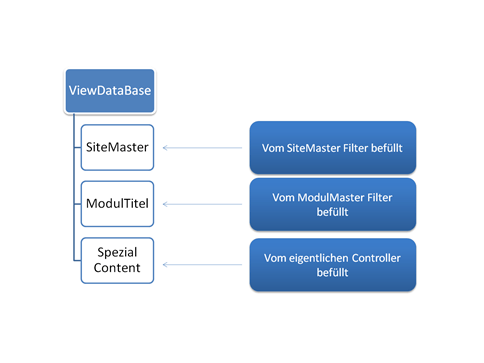 ViewDataBase
SiteMaster
Vom SiteMaster Filter befüllt
ModulTitel
Vom ModulMaster Filter
befüllt
Spezial
Content
Vom eigentlichen Controller
befüllt